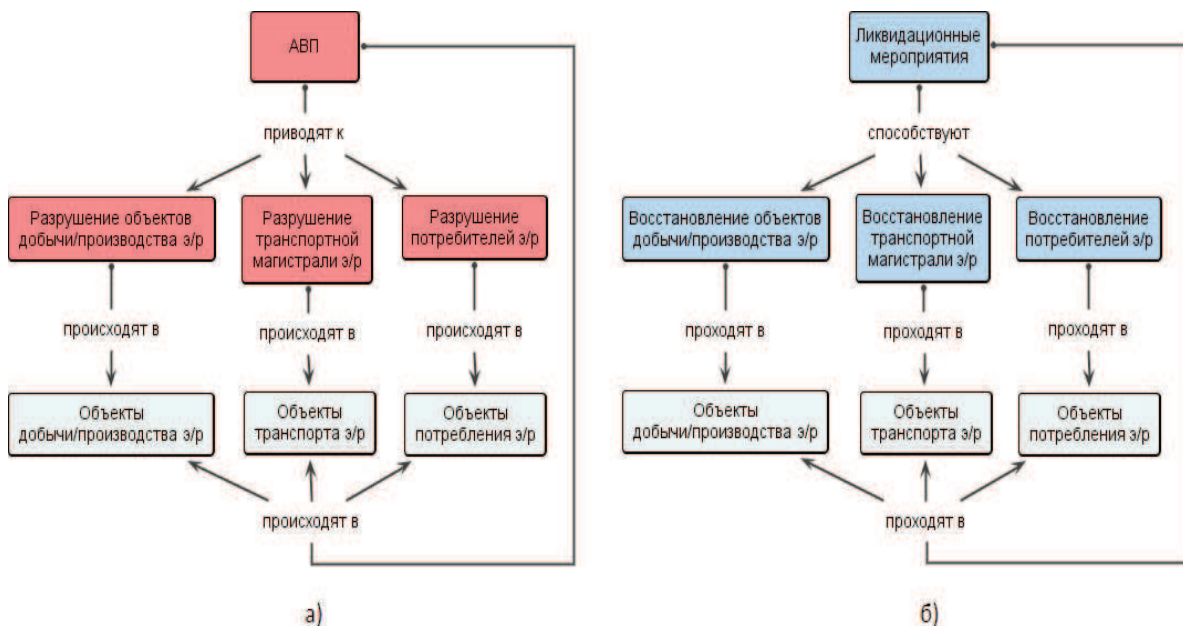 АВП
приводят к
Разрушение объектов
добычи/производства э/р
Разрушение
транспортной
магистрали э/р
Разрушение
потребителей э/р
происходят в
происходят в
происходят в
Объекты
добычи/производства э/р
Объекты
транспорта э/р
Объекты
потребления э/р
происходят в
а)
Ликвидационные
мероприятия
способствуют
Восстановление объектов
добычи/производства э/р
Восстановление
транспортной
магистрали э/р
Восстановление
потребителей э/р
проходят в
проходят в
проходят в
Объекты
добычи/производства э/р
Объекты
транспорта э/р
Объекты
потребления э/р
проходят в
б)